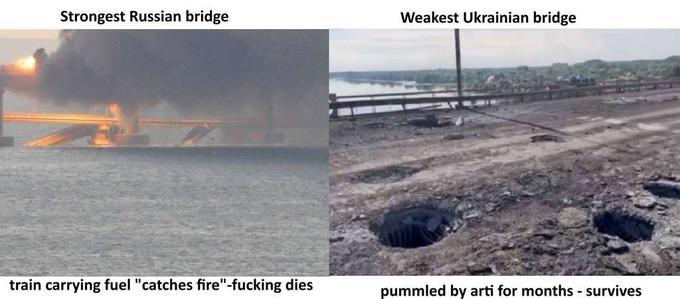 Strongest Russian bridge
Weakest Ukrainian bridge
train carrying fuel "catches fire"-fucking dies
pummled by arti for months - survives